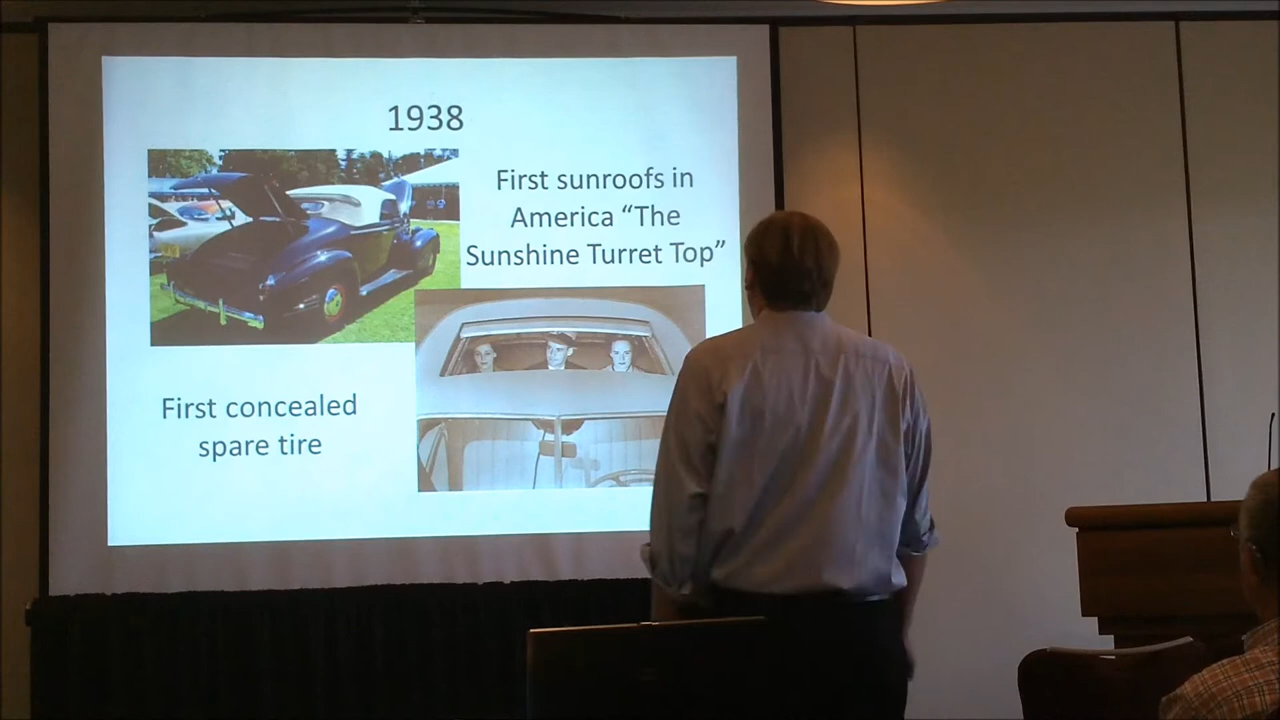 1938
First sunroofs in
America “The
Sunshine Turret Top”
First concealed
spare tire